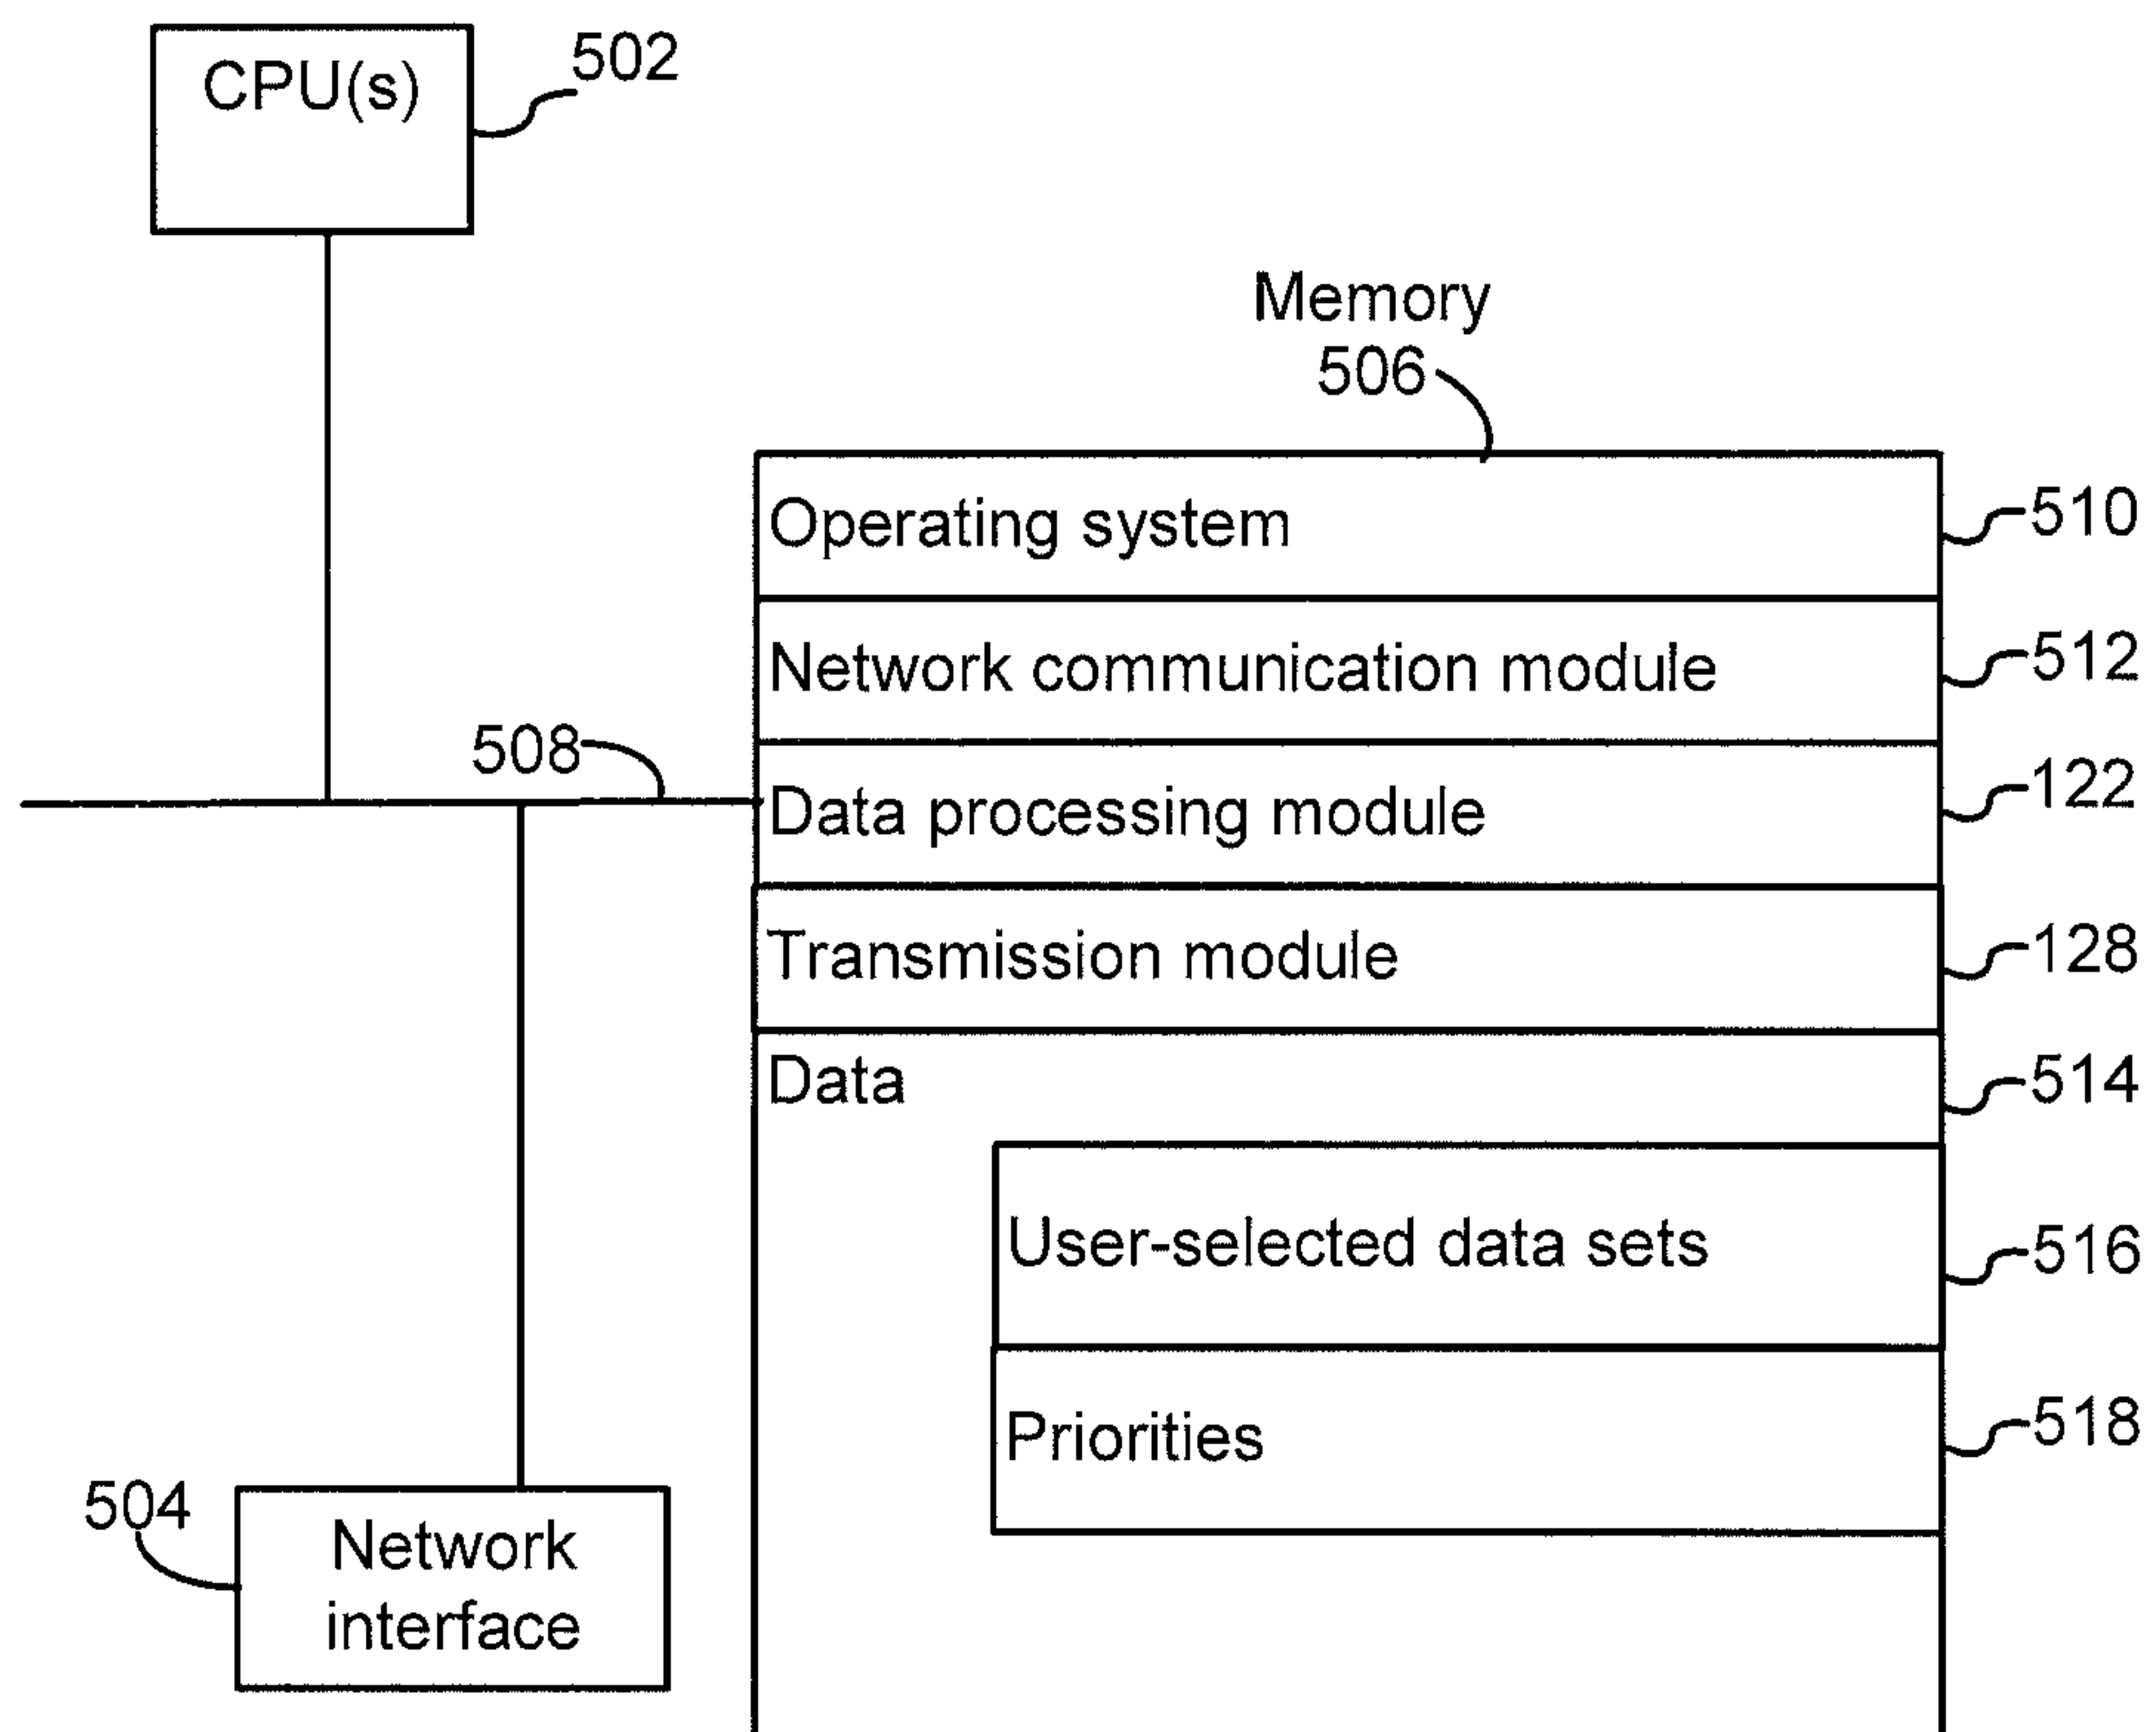 CPU(s)
502
Memory
506
Operating system
510
Network communication module
512
508
Data processing module
122
Transmission module
128
Data
514
User-selected data sets
516
Priorities
518
504
Network
interface